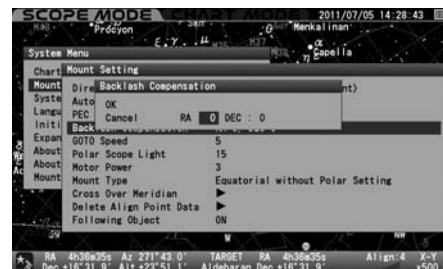 SCOPE MODE 2011/07/05 14:28:43
Procyon Menkalinan
Capella
System Menu
Chart Mount Setting
Mount Dire Backlash Compensation nt)
Syste Auto OK
Langu PEC Cancel RA 0 DEC : 0
Initi Back
Expan GOTO Speed 5
About Polar Scope Light 15
About Motor Power 3
Mount Mount Type Equatorial without Polar Setting
Cross Over Meridian ▶
Delete Align Point Data ▶
Following Object ON
W NW
RA 4h36m35s Az 271°43.0' TARGET RA 4h36m35s Align:4 X-Y
Dec +16°31.9' Alt +23°51.1' Aldebaran Dec +16°31.9' x500